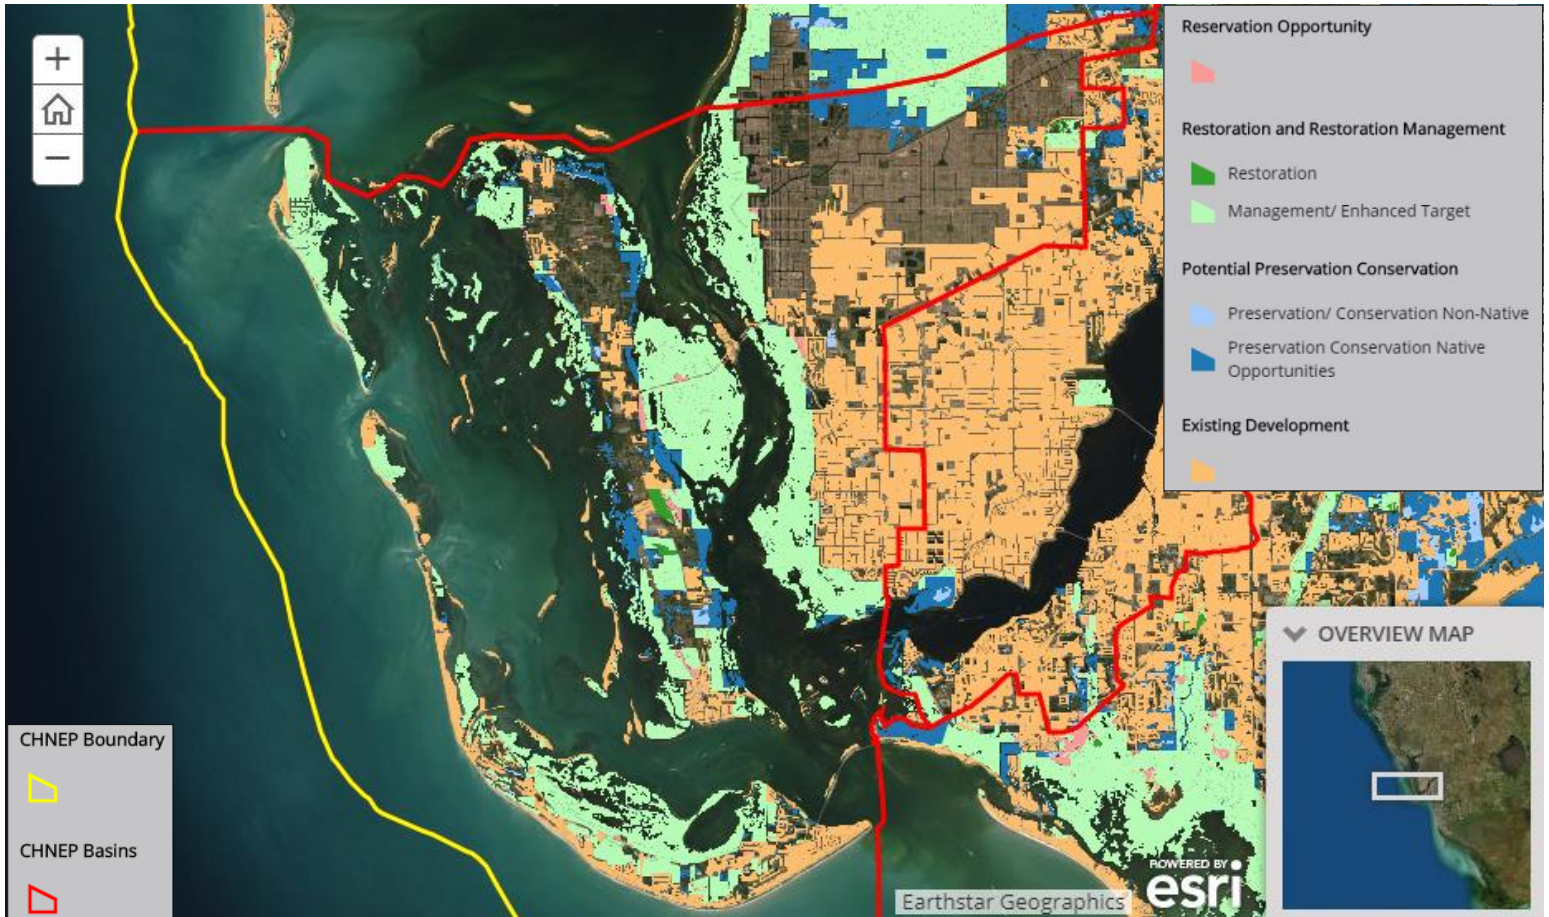 +
−
Reservation Opportunity
Restoration and Restoration Management
Restoration
Management/ Enhanced Target
Potential Preservation Conservation
Preservation/ Conservation Non-Native
Preservation Conservation Native
Opportunities
Existing Development
OVERVIEW MAP
CHNEP Boundary
CHNEP Basins
POWERED BY
esri
Earthstar Geographics